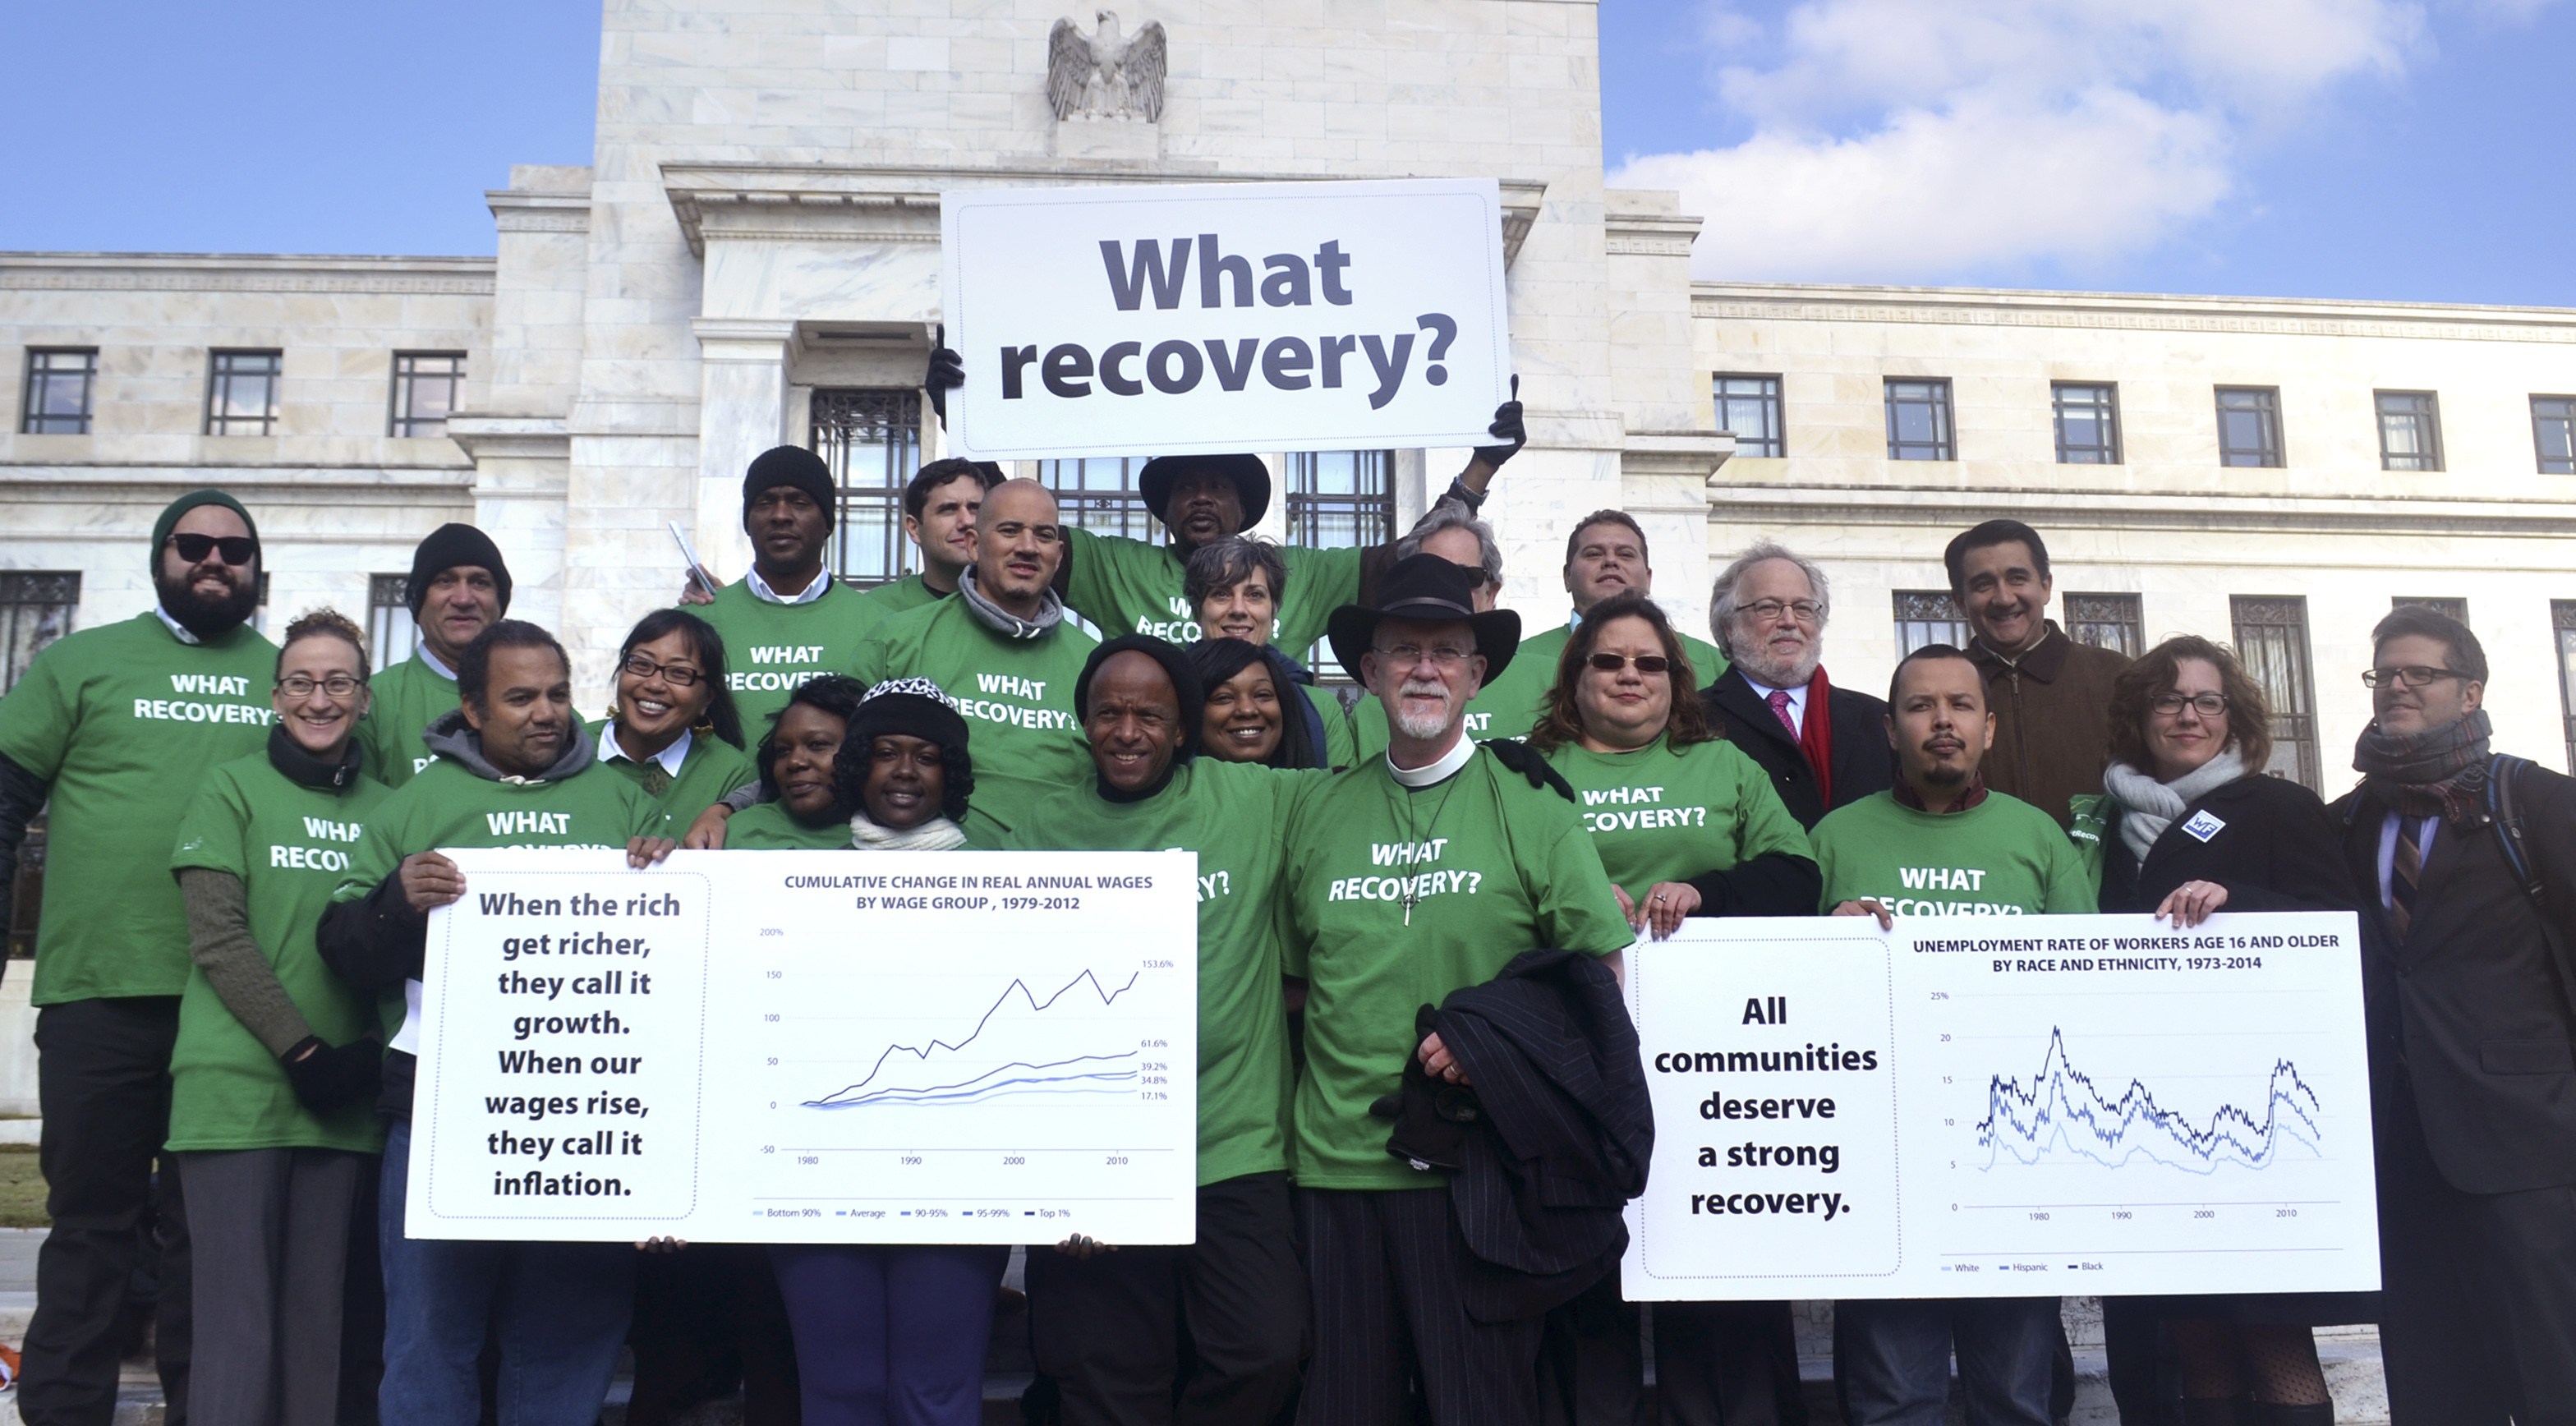 What
recovery?
WHAT
RECOVERY?
WHAT
RECOVERY
WHAT
RECOVERY?
WHAT
RECOVERY?
WHAT
WHAT
WHAT
RECOVERY?
WHAT
RECOVERY?
WF
When the rich
get richer,
they call it
growth.
When our
wages rise,
they call it
inflation.
CUMULATIVE CHANGE IN REAL ANNUAL WAGES
BY WAGE GROUP , 1979-2012
200%
150
100
50
0
-50
153.6%
61.6%
39.2%
34.8%
17.1%
1980 1990 2000 2010
Bottom 90% Average 90-95% 95-99% Top 1%
All
communities
deserve
a strong
recovery.
UNEMPLOYMENT RATE OF WORKERS AGE 16 AND OLDER
BY RACE AND ETHNICITY, 1973-2014
25%
20
15
10
5
0
1980 1990 2000 2010
White Hispanic Black